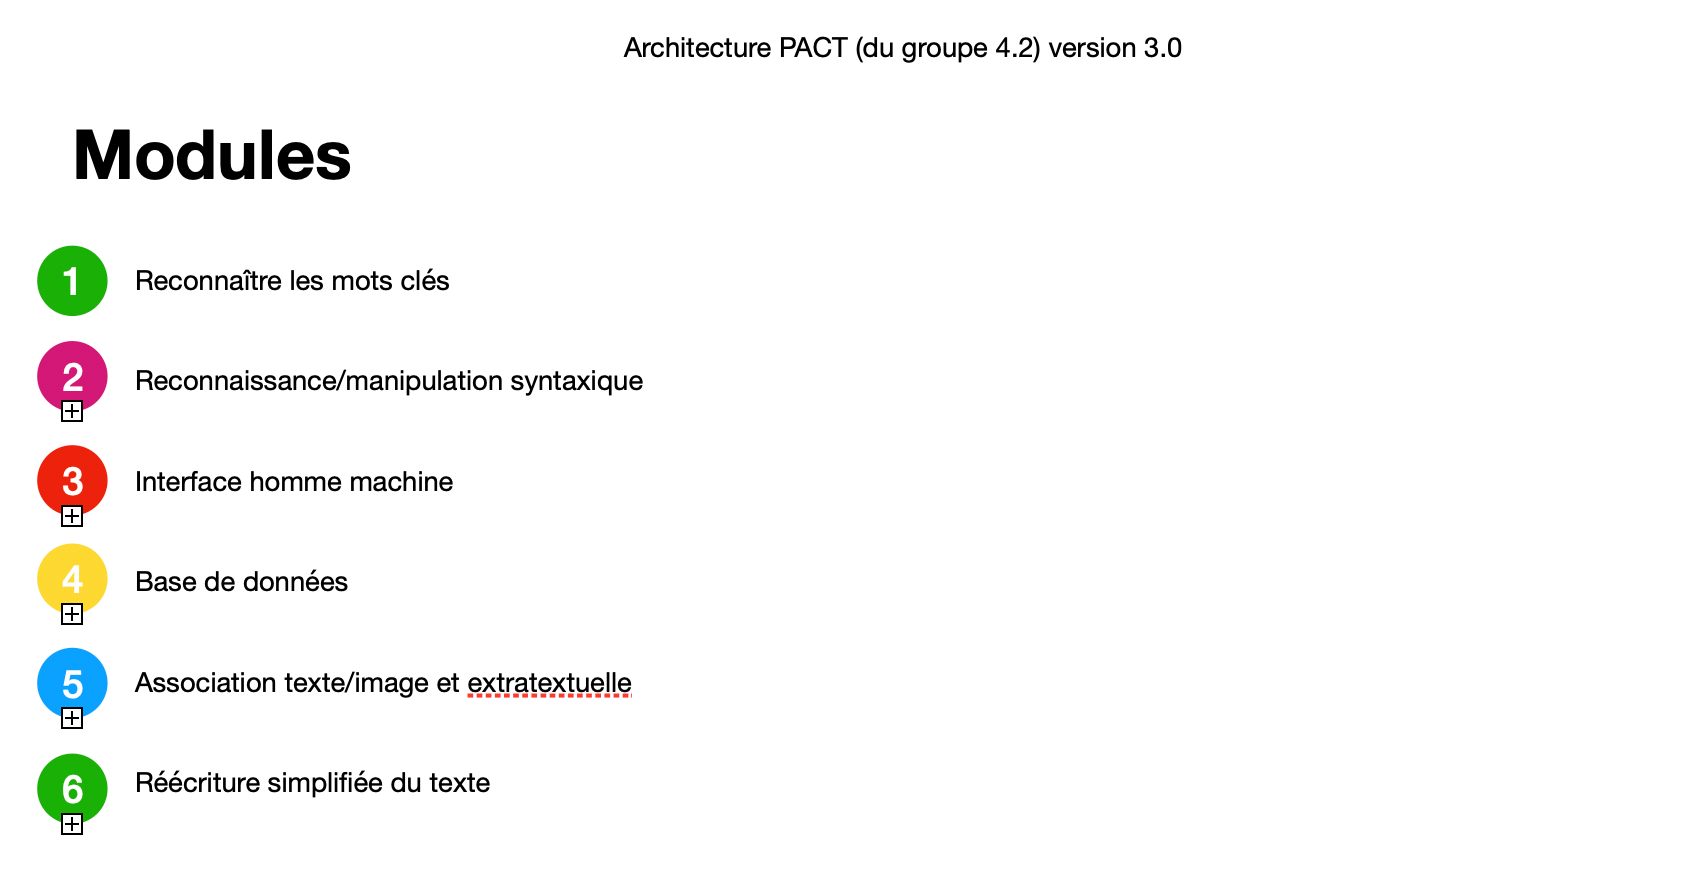 Architecture PACT (du groupe 4.2) version 3.0
Modules
1 Reconnaître les mots clés
2 Reconnaissance/manipulation syntaxique
3 Interface homme machine
4 Base de données
5 Association texte/image et extratextuelle
6 Réécriture simplifiée du texte